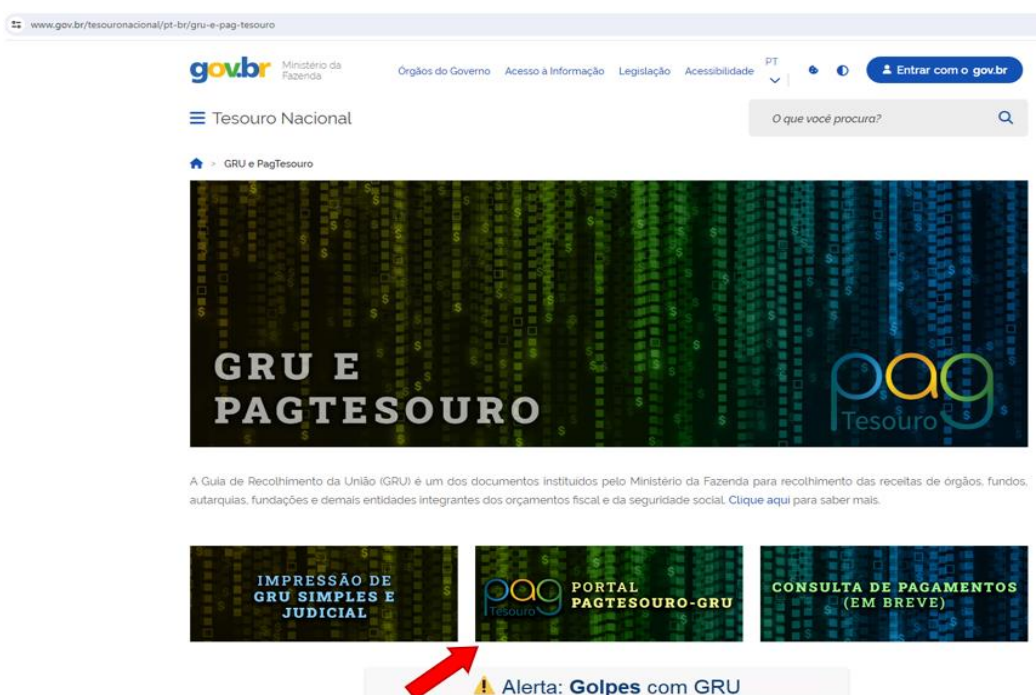 www.gov.br/tesouronacional/pt-br/gru-e-pag-tesouro
gov.br
Ministério da
Fazenda
Órgãos do Governo Acesso à Informação Legislação Acessibilidade
PT
Entrar com o gov.br
Tesouro Nacional
O que você procura?
> GRU e PagTesouro
GRU E
PAGTESOURO
pag
Tesouro
A Guia de Recolhimento da União (GRU) é um dos documentos instituídos pelo Ministério da Fazenda para recolhimento das receitas de órgãos, fundos,
autarquias, fundações e demais entidades integrantes dos orçamentos fiscal e da seguridade social. Clique aqui para saber mais.
IMPRESSÃO DE
GRU SIMPLES E
JUDICIAL
pag
Tesouro
PORTAL
PAGTESOURO-GRU
CONSULTA DE PAGAMENTOS
(EM BREVE)
Alerta: Golpes com GRU